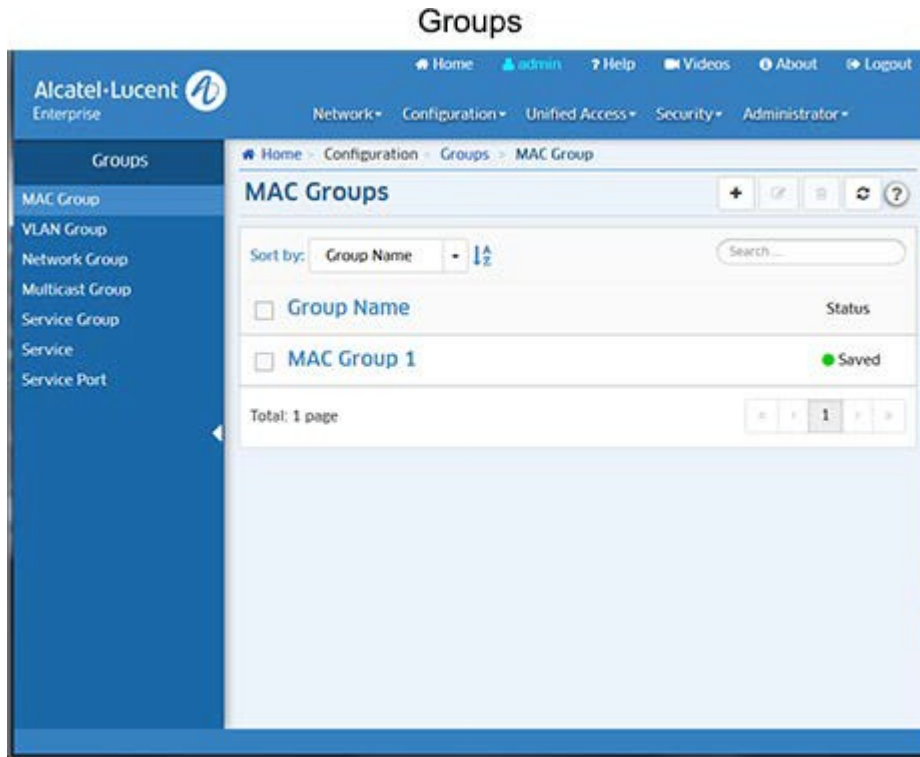 Groups
Home admin ? Help Videos About Logout
Alcatel·Lucent
Enterprise
Network Configuration Unified Access Security Administrator
Groups
Home > Configuration > Groups > MAC Group
MAC Group
MAC Groups
?
VLAN Group
Network Group
Multicast Group
Service Group
Service
Service Port
Sort by: Group Name Search ...
Group Name Status
MAC Group 1 Saved
Total: 1 page « ‹ 1 › »